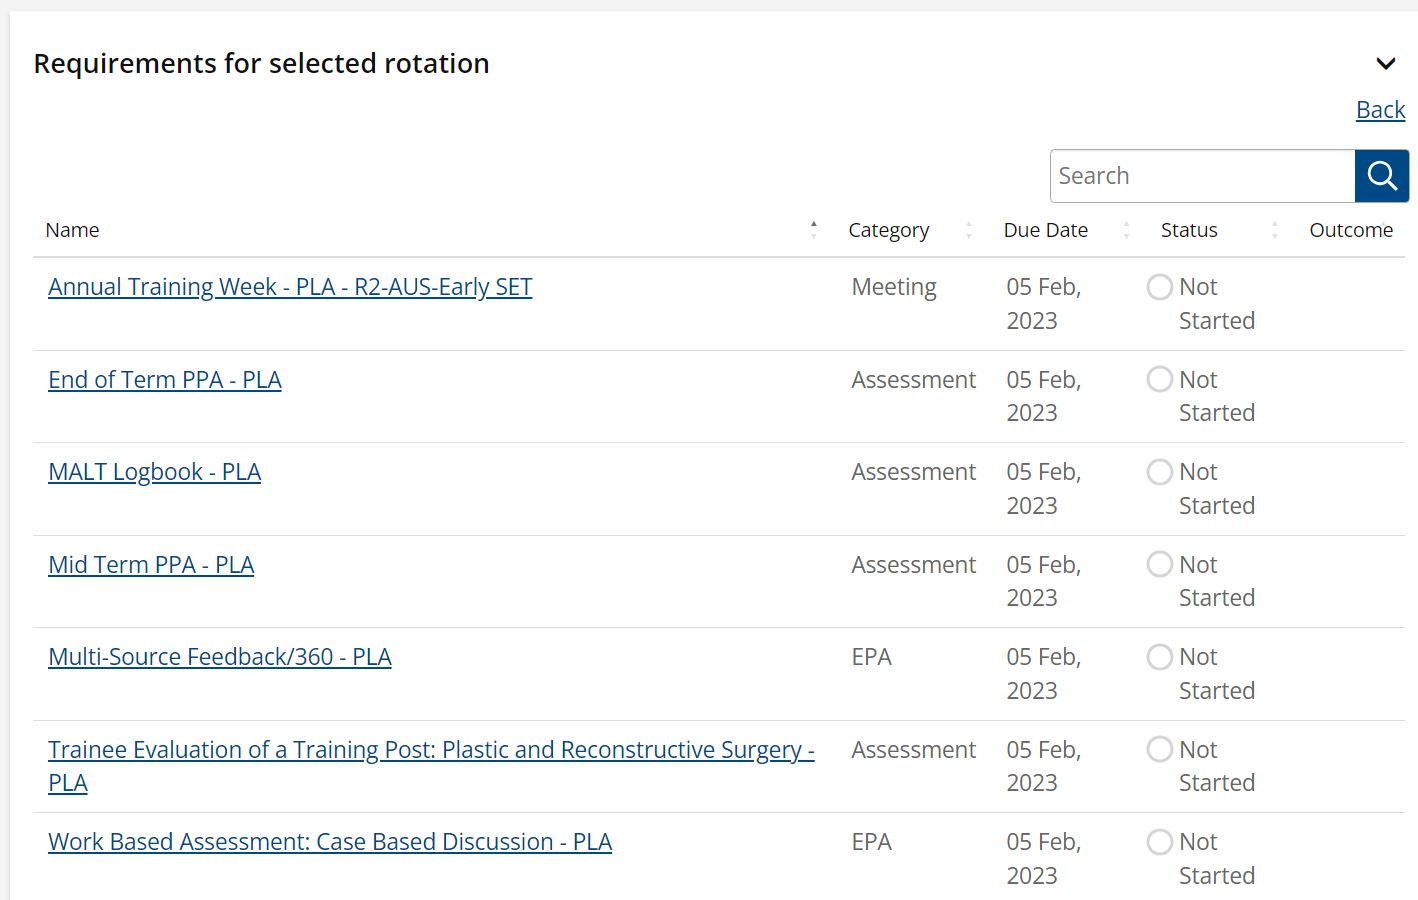 Requirements for selected rotation
Back
Search
Name Category Due Date Status Outcome
Annual Training Week - PLA - R2-AUS-Early SET Meeting 05 Feb, Not
2023 Started
End of Term PPA - PLA Assessment 05 Feb, Not
2023 Started
MALT Logbook - PLA Assessment 05 Feb, Not
2023 Started
Mid Term PPA - PLA Assessment 05 Feb, Not
2023 Started
Multi-Source Feedback/360 - PLA EPA 05 Feb, Not
2023 Started
Trainee Evaluation of a Training Post: Plastic and Reconstructive Surgery - Assessment 05 Feb, Not
PLA 2023 Started
Work Based Assessment: Case Based Discussion - PLA EPA 05 Feb, Not
2023 Started